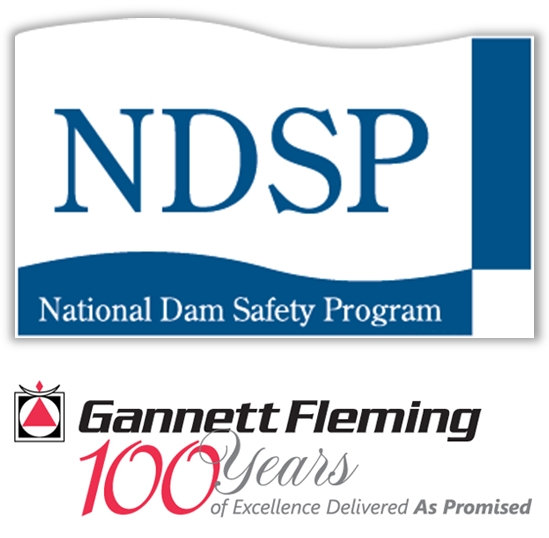 NDSP
National Dam Safety Program
Gannett Fleming
100 Years
of Excellence Delivered As Promised